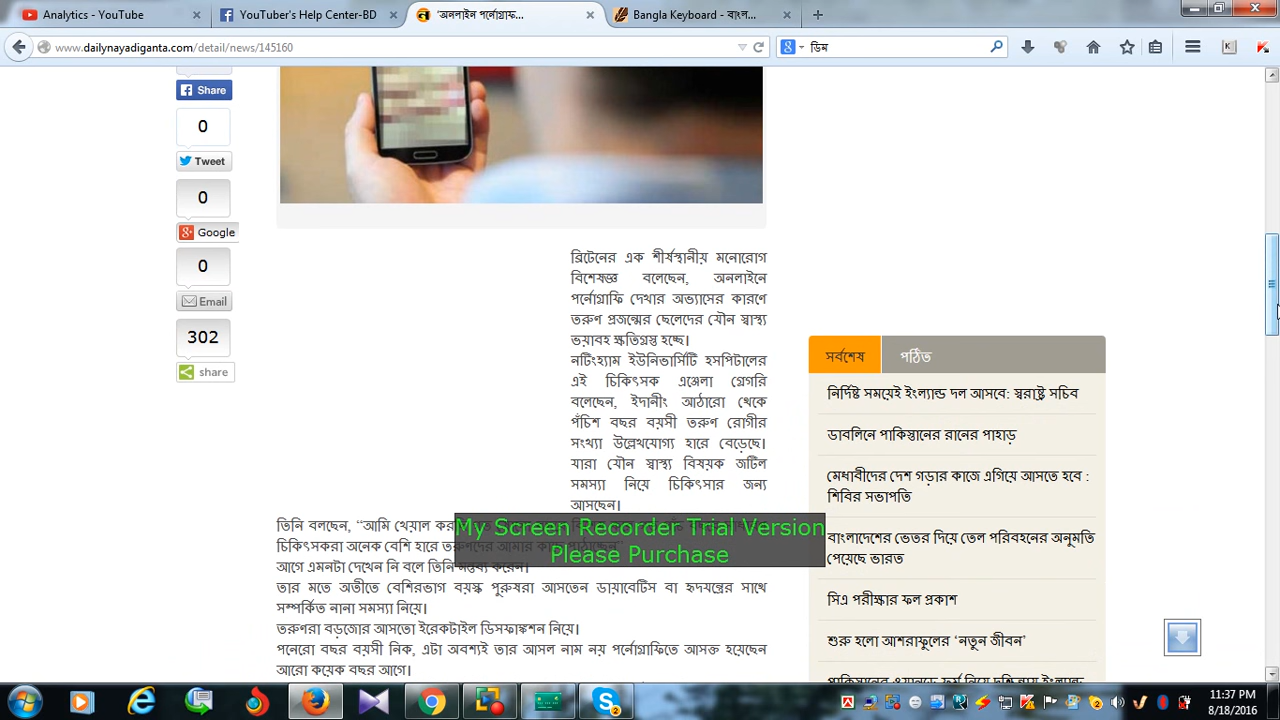 Analytics - YouTube
YouTuber's Help Center-BD
'অনলাইন পর্নোগ্রাফ...
Bangla Keyboard - বাংল...
www.dailynayadiganta.com/detail/news/145160
ডিম
Share
0
Tweet
0
Google
0
Email
302
share
ব্রিটেনের এক শীর্ষস্থানীয় মনোরোগ
বিশেষজ্ঞ বলেছেন, অনলাইনে
পর্নোগ্রাফি দেখার অভ্যাসের কারণে
তরুণ প্রজন্মের ছেলেদের যৌন স্বাস্থ্য
ভয়াবহ ক্ষতিগ্রস্ত হচ্ছে।
নটিংহ্যাম ইউনিভার্সিটি হসপিটালের
এই চিকিৎসক এঞ্জেলা গ্রেগরি
বলেছেন, ইদানীং আঠারো থেকে
পঁচিশ বছর বয়সী তরুণ রোগীর
সংখ্যা উল্লেখযোগ্য হারে বেড়েছে।
যারা যৌন স্বাস্থ্য বিষয়ক জটিল
সমস্যা নিয়ে চিকিৎসার জন্য
আসছেন।
তিনি বলছেন, “আমি খেয়াল
চিকিৎসকরা অনেক বেশি হারে তরুণদের আমার কাছে পাঠাচ্ছেন”
আগে এমনটা দেখেন নি বলে তিনি মন্তব্য করেন।
তার মতে অতীতে বেশিরভাগ বয়স্ক পুরুষরা আসতেন ডায়াবেটিস বা হৃদযন্ত্রের সাথে
সম্পর্কিত নানা সমস্যা নিয়ে।
তরুণরা বড়জোর আসতো ইরেকটাইল ডিসফাঙ্কশন নিয়ে।
পনেরো বছর বয়সী নিক, এটা অবশ্যই তার আসল নাম নয় পর্নোগ্রাফিতে আসক্ত হয়েছেন
আরো কয়েক বছর আগে।
My Screen Recorder Trial Version
Please Purchase
সর্বশেষ
পঠিত
নির্দিষ্ট সময়েই ইংল্যান্ড দল আসবে: স্বরাষ্ট্র সচিব
ডাবলিনে পাকিস্তানের রানের পাহাড়
মেধাবীদের দেশ গড়ার কাজে এগিয়ে আসতে হবে :
শিবির সভাপতি
বাংলাদেশের ভেতর দিয়ে তেল পরিবহনের অনুমতি
পেয়েছে ভারত
সিএ পরীক্ষার ফল প্রকাশ
শুরু হলো আশরাফুলের ‘নতুন জীবন’
11:37 PM
8/18/2016